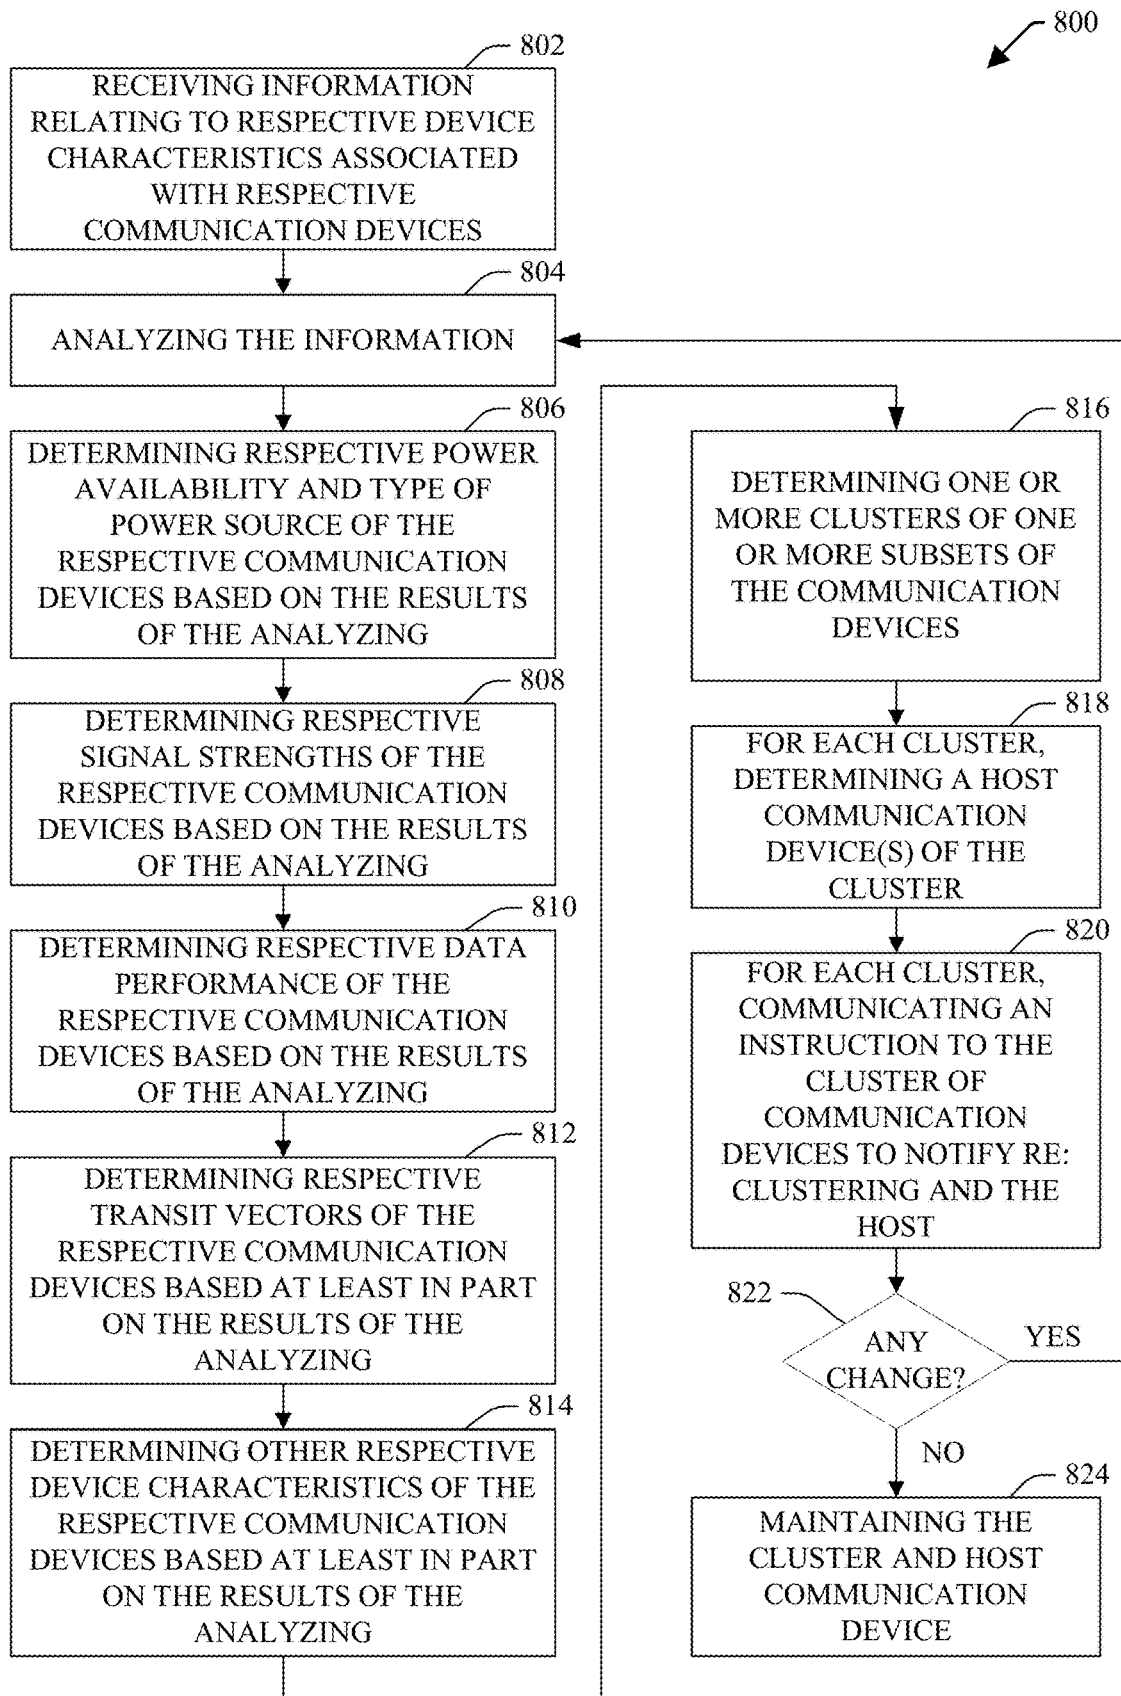 800
802
RECEIVING INFORMATION
RELATING TO RESPECTIVE DEVICE
CHARACTERISTICS ASSOCIATED
WITH RESPECTIVE
COMMUNICATION DEVICES
804
ANALYZING THE INFORMATION
806
DETERMINING RESPECTIVE POWER
AVAILABILITY AND TYPE OF
POWER SOURCE OF THE
RESPECTIVE COMMUNICATION
DEVICES BASED ON THE RESULTS
OF THE ANALYZING
808
DETERMINING RESPECTIVE
SIGNAL STRENGTHS OF THE
RESPECTIVE COMMUNICATION
DEVICES BASED ON THE RESULTS
OF THE ANALYZING
810
DETERMINING RESPECTIVE DATA
PERFORMANCE OF THE
RESPECTIVE COMMUNICATION
DEVICES BASED ON THE RESULTS
OF THE ANALYZING
812
DETERMINING RESPECTIVE
TRANSIT VECTORS OF THE
RESPECTIVE COMMUNICATION
DEVICES BASED AT LEAST IN PART
ON THE RESULTS OF THE
ANALYZING
814
DETERMINING OTHER RESPECTIVE
DEVICE CHARACTERISTICS OF THE
RESPECTIVE COMMUNICATION
DEVICES BASED AT LEAST IN PART
ON THE RESULTS OF THE
ANALYZING
816
DETERMINING ONE OR
MORE CLUSTERS OF ONE
OR MORE SUBSETS OF
THE COMMUNICATION
DEVICES
818
FOR EACH CLUSTER,
DETERMINING A HOST
COMMUNICATION
DEVICE(S) OF THE
CLUSTER
820
FOR EACH CLUSTER,
COMMUNICATING AN
INSTRUCTION TO THE
CLUSTER OF
COMMUNICATION
DEVICES TO NOTIFY RE:
CLUSTERING AND THE
HOST
822
ANY
CHANGE?
YES
NO
824
MAINTAINING THE
CLUSTER AND HOST
COMMUNICATION
DEVICE